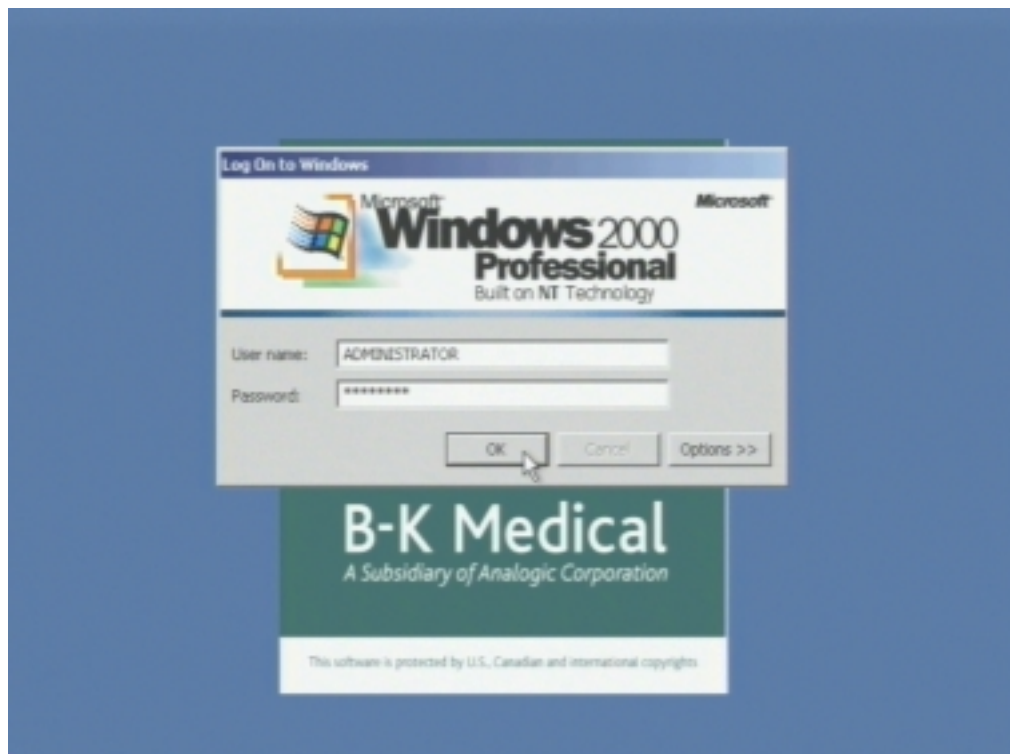 Log On to Windows
Microsoft
Microsoft
Windows 2000
Professional
Built on NT Technology
User name: ADMINISTRATOR
Password: ********
OK Cancel Options >>
B-K Medical
A Subsidiary of Analogic Corporation
This software is protected by U.S., Canadian and international copyrights